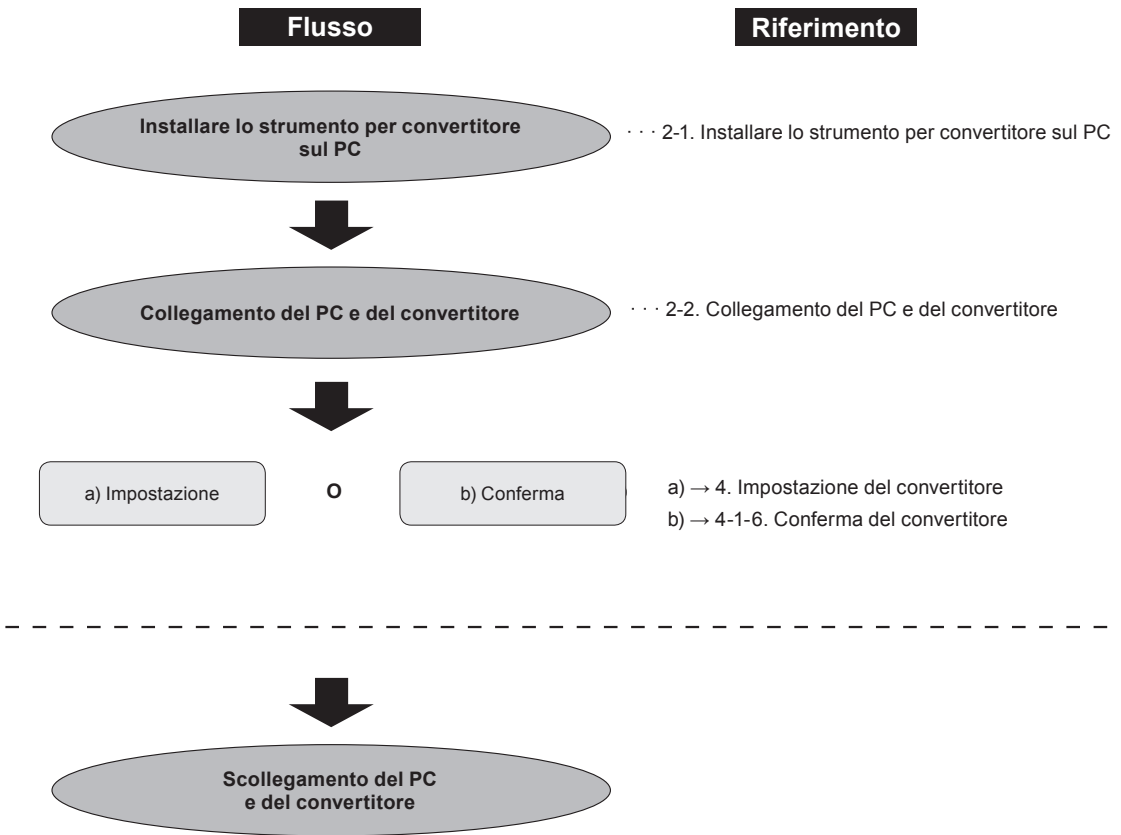 Flusso
Riferimento
Installare lo strumento per convertitore
sul PC
· · · 2-1. Installare lo strumento per convertitore sul PC
Collegamento del PC e del convertitore
· · · 2-2. Collegamento del PC e del convertitore
a) Impostazione
O
b) Conferma
a) → 4. Impostazione del convertitore
b) → 4-1-6. Conferma del convertitore
Scollegamento del PC
e del convertitore